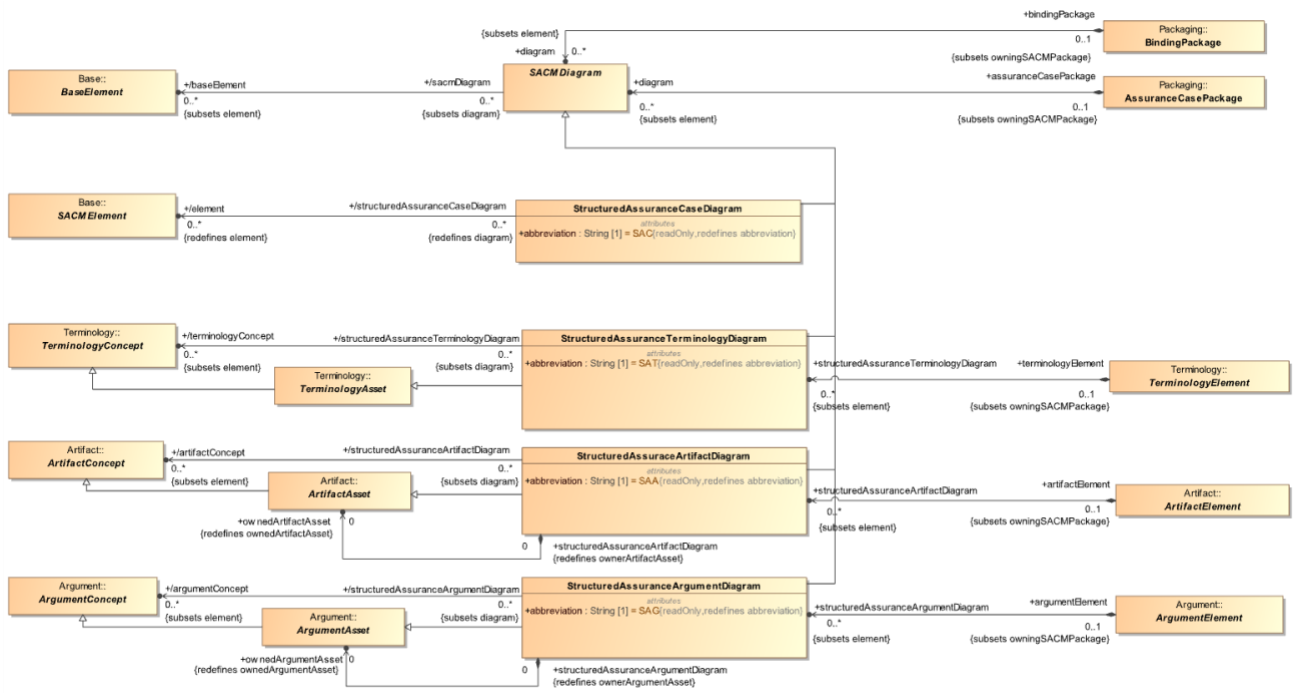 +bindingPackage
{subsets element}
0..1
Packaging::
BindingPackage
+diagram
0..*
{subsets owningSACMPackage}
Base::
BaseElement
+/baseElement
0..*
{subsets element}
+/sacmDiagram
0..*
{subsets diagram}
SACMDiagram
+diagram
0..*
{subsets element}
+assuranceCasePackage
0..1
{subsets owningSACMPackage}
Packaging::
AssuranceCasePackage
Base::
SACMElement
+/element
0..*
{redefines element}
+/structuredAssuranceCaseDiagram
0..*
{redefines diagram}
StructuredAssuranceCaseDiagram
attributes
+abbreviation : String [1] = SAC{readOnly,redefines abbreviation}
Terminology::
TerminologyConcept
+/terminologyConcept
0..*
{subsets element}
+/structuredAssuranceTerminologyDiagram
0..*
{subsets diagram}
Terminology::
TerminologyAsset
StructuredAssuranceTerminologyDiagram
attributes
+abbreviation : String [1] = SAT{readOnly,redefines abbreviation}
+structuredAssuranceTerminologyDiagram
0..*
{subsets element}
+terminologyElement
0..1
{subsets owningSACMPackage}
Terminology::
TerminologyElement
Artifact::
ArtifactConcept
+/artifactConcept
0..*
{subsets element}
+/structuredAssuranceArtifactDiagram
0..*
{subsets diagram}
Artifact::
ArtifactAsset
StructuredAssuraceArtifactDiagram
attributes
+abbreviation : String [1] = SAA{readOnly,redefines abbreviation}
+structuredAssuranceArtifactDiagram
0..*
{subsets element}
+artifactElement
0..1
{subsets owningSACMPackage}
Artifact::
ArtifactElement
+ownedArtifactAsset
0
{redefines ownedArtifactAsset}
0
+structuredAssuranceArtifactDiagram
{redefines ownerArtifactAsset}
Argument::
ArgumentConcept
+/argumentConcept
0..*
{subsets element}
+/structuredAssuranceArgumentDiagram
0..*
{subsets diagram}
Argument::
ArgumentAsset
StructuredAssuranceArgumentDiagram
attributes
+abbreviation : String [1] = SAG{readOnly,redefines abbreviation}
+structuredAssuranceArgumentDiagram
0..*
{subsets element}
+argumentElement
0..1
{subsets owningSACMPackage}
Argument::
ArgumentElement
+ownedArgumentAsset
0
{redefines ownedArgumentAsset}
0
+structuredAssuranceArgumentDiagram
{redefines ownerArgumentAsset}